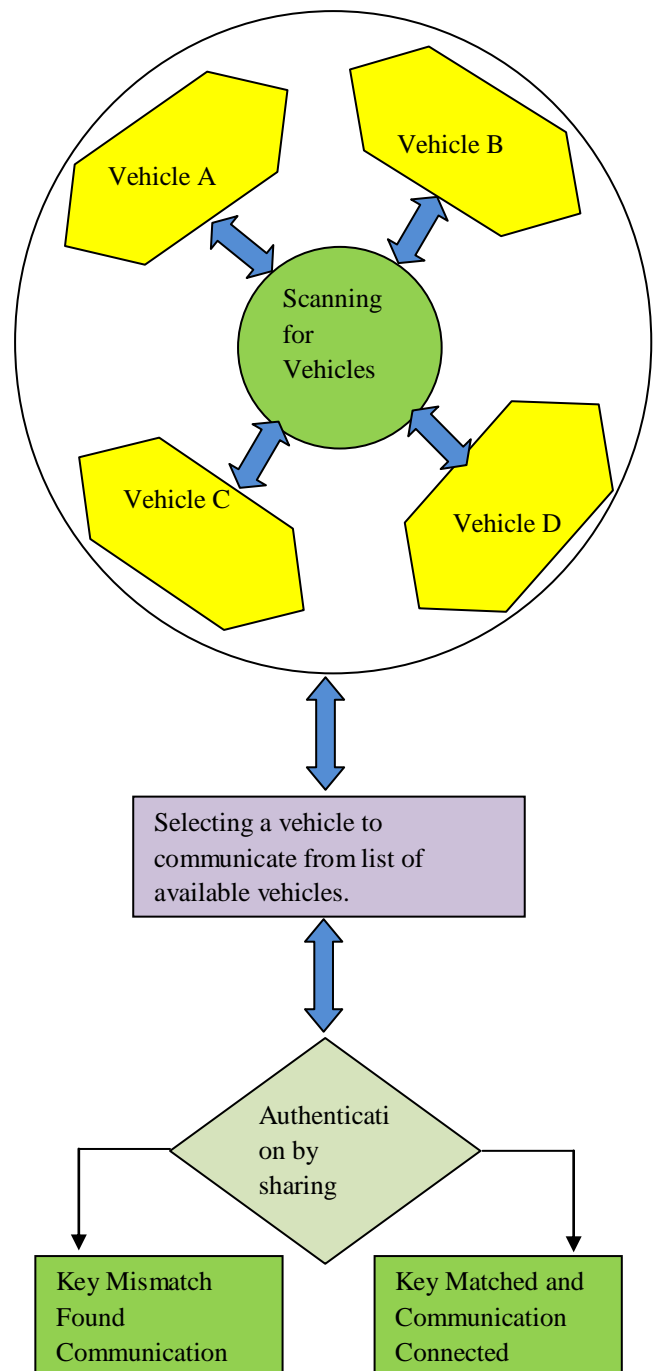 Vehicle A
Vehicle B
Scanning
for
Vehicles
Vehicle C
Vehicle D
Selecting a vehicle to
communicate from list of
available vehicles.
Authenticati
on by
sharing
Key Mismatch
Found
Communication
Key Matched and
Communication
Connected